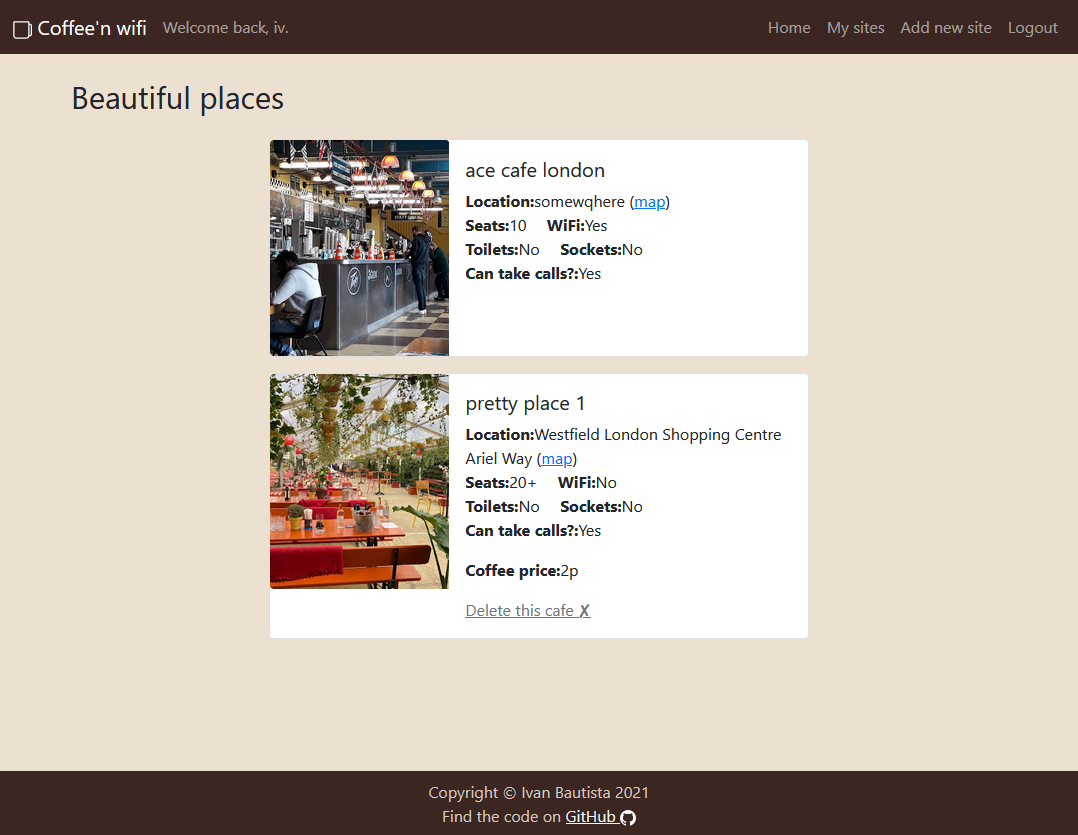 Coffee'n wifi Welcome back, iv. Home My sites Add new site Logout
Beautiful places
ace cafe london
Location:somewqhere (map)
Seats:10 WiFi:Yes
Toilets:No Sockets:No
Can take calls?:Yes
pretty place 1
Location:Westfield London Shopping Centre
Ariel Way (map)
Seats:20+ WiFi:No
Toilets:No Sockets:No
Can take calls?:Yes
Coffee price:2p
Delete this cafe ✗
Copyright © Ivan Bautista 2021
Find the code on GitHub